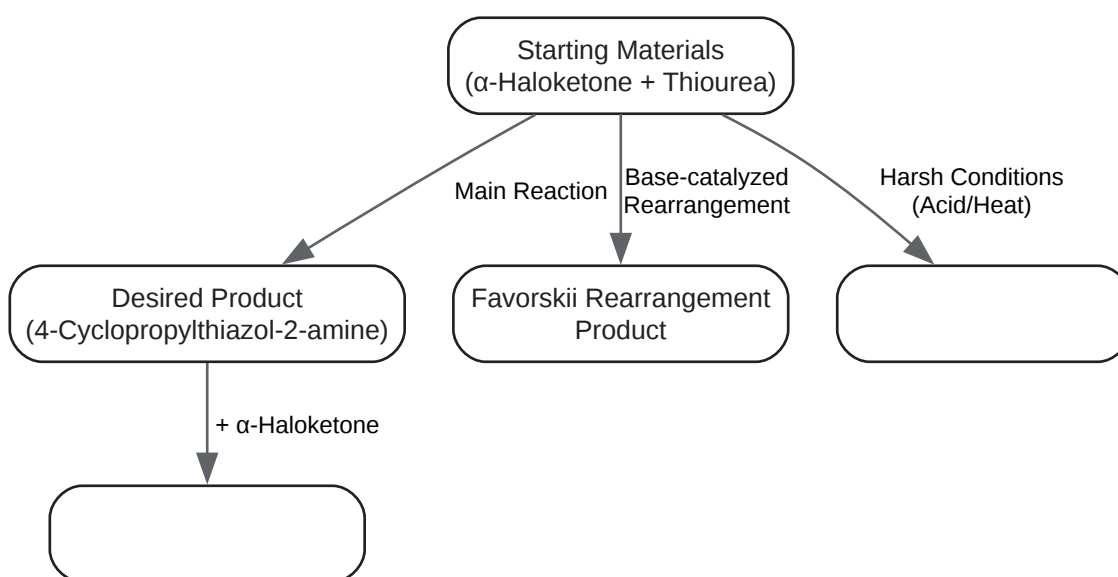 Starting Materials
(α-Haloketone + Thiourea)
Main Reaction
Base-catalyzed
Rearrangement
Harsh Conditions
(Acid/Heat)
Desired Product
(4-Cyclopropylthiazol-2-amine)
Favorskii Rearrangement
Product
+ α-Haloketone